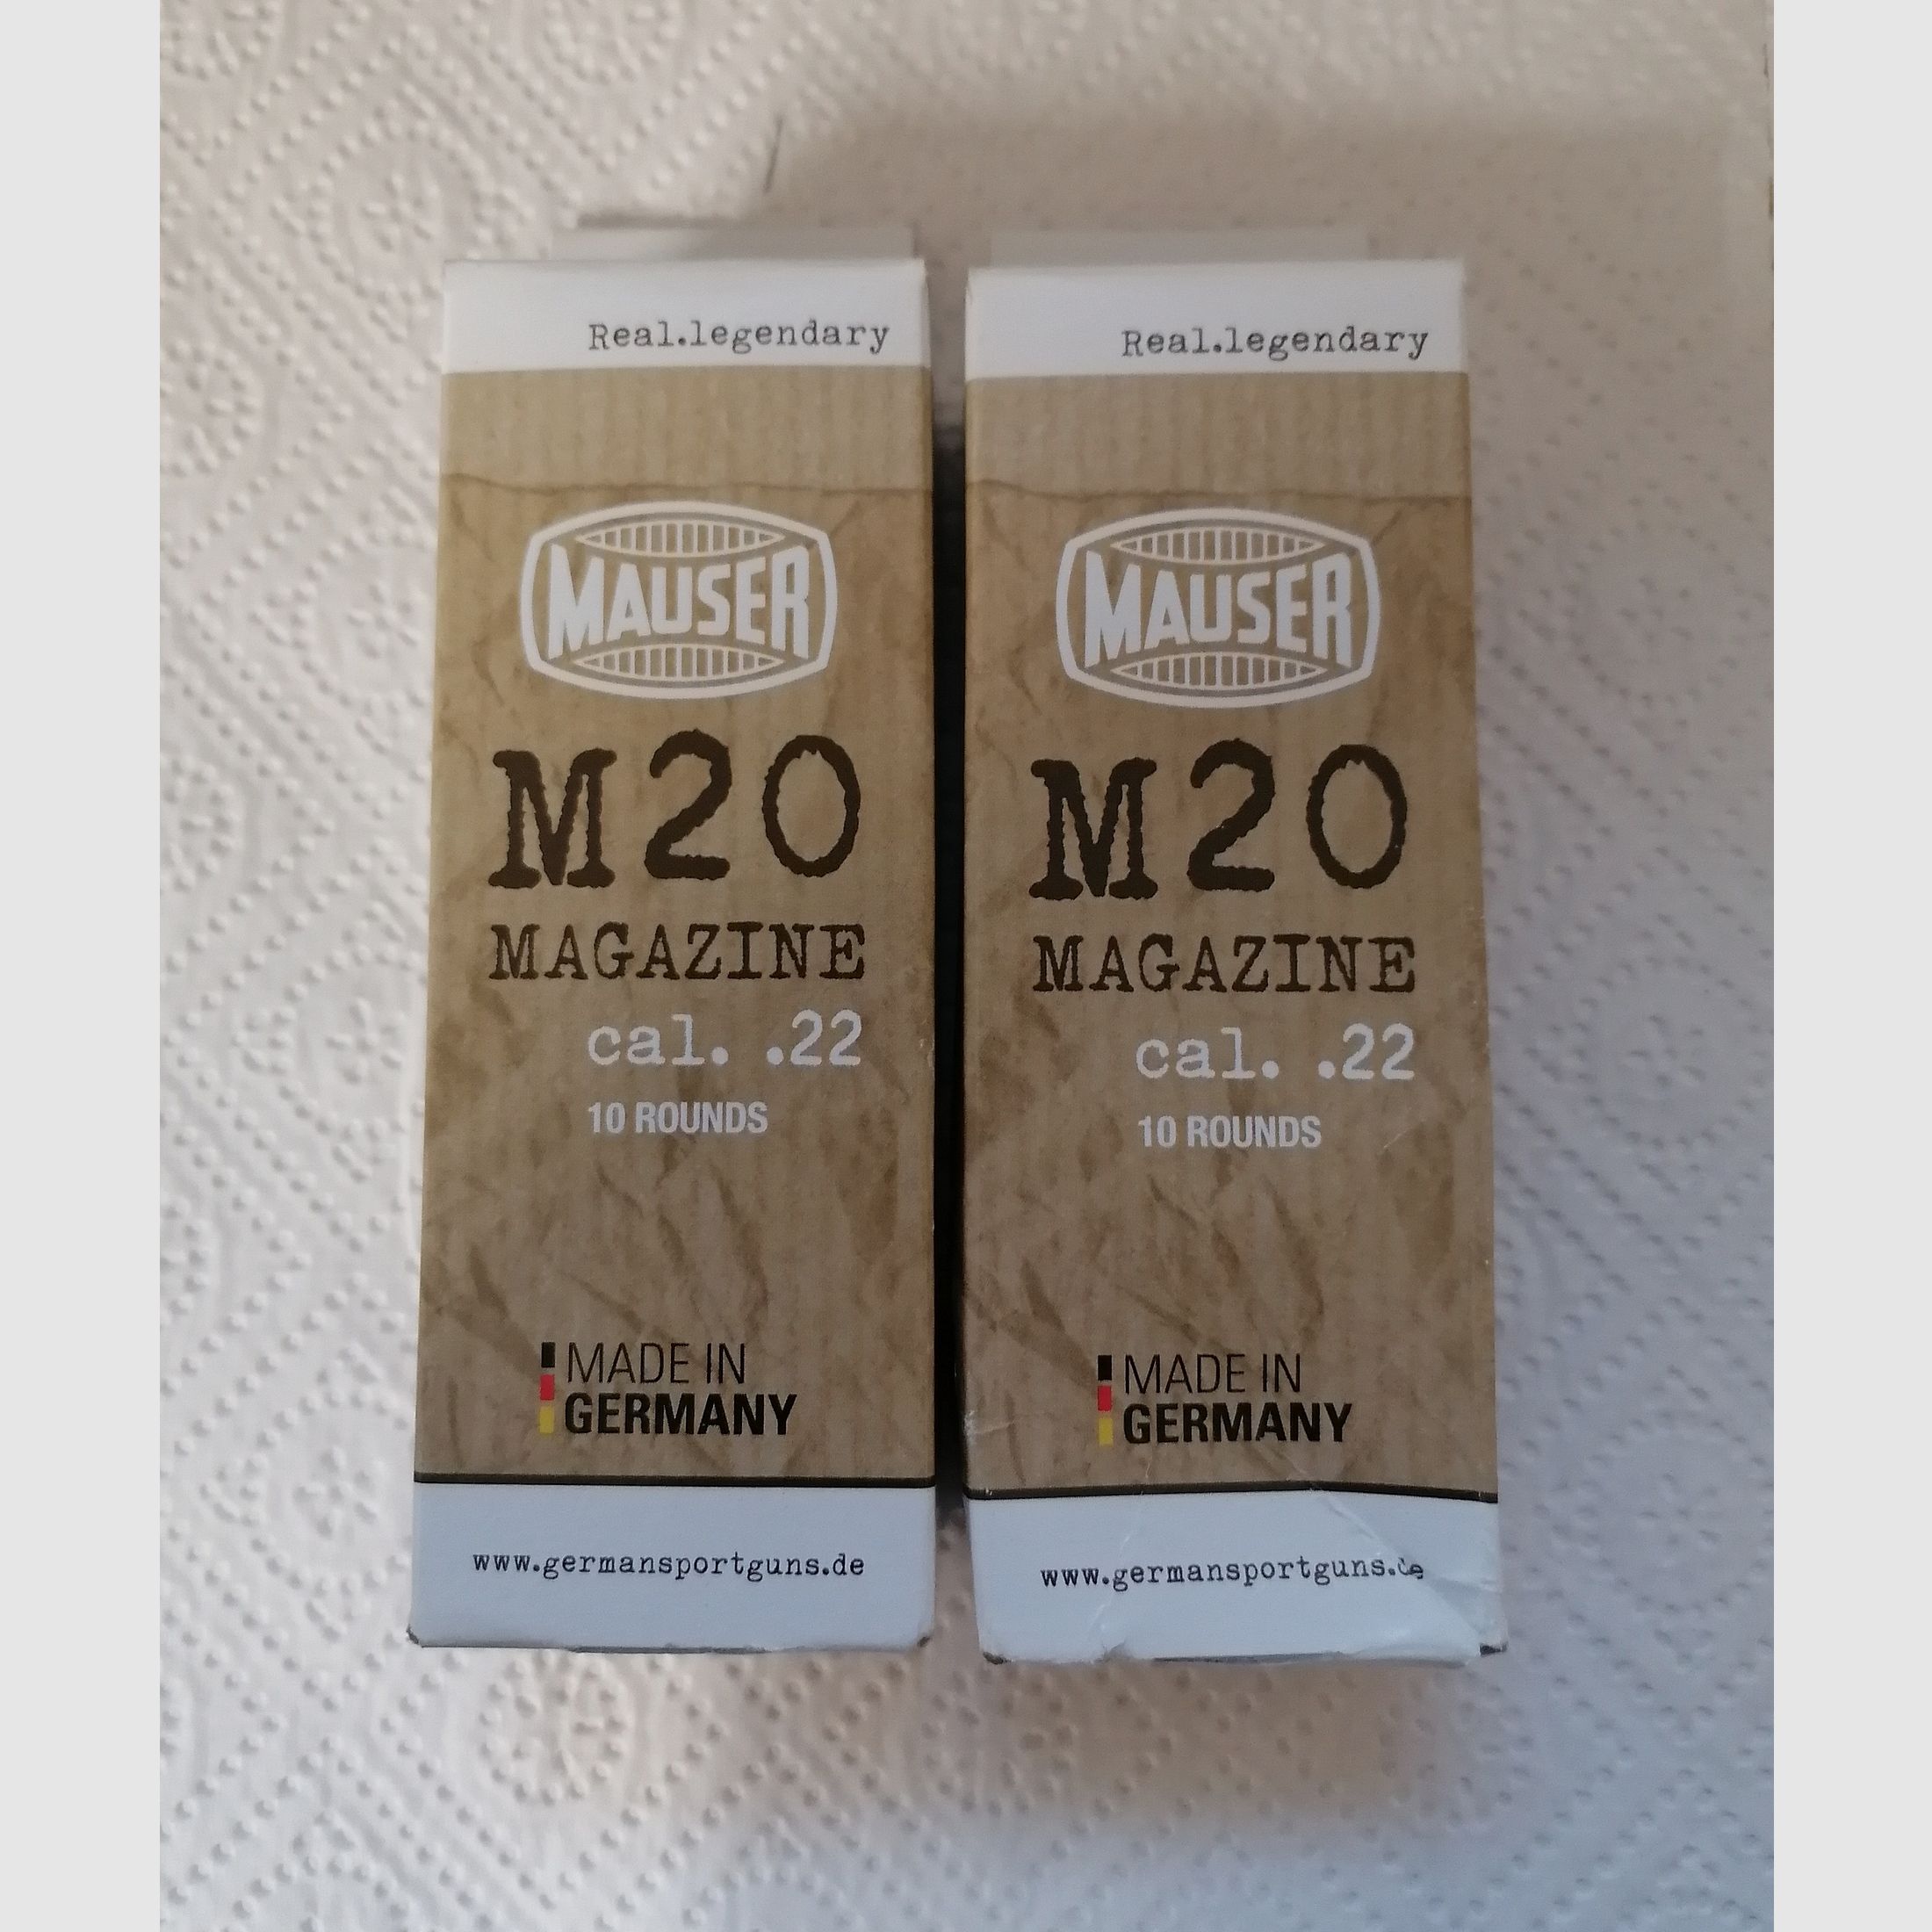 Real.legendary
MAUSER
M20
MAGAZINE
cal. .22
10 ROUNDS
MADE IN
GERMANY
www.germansportguns.de
Real.legendary
MAUSER
M20
MAGAZINE
cal. .22
10 ROUNDS
MADE IN
GERMANY
www.germansportguns.de